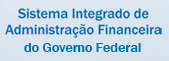 Sistema Integrado de
Administração Financeira
do Governo Federal